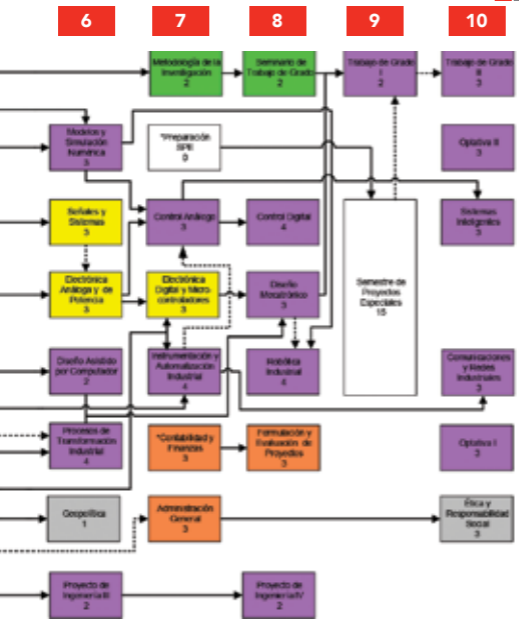 6 7 8 9 10
Metodología de la
Investigación
2
Seminario de
Trabajo de Grado
2
Trabajo de Grado
I
2
Trabajo de Grado
II
3
Modelos y
Simulación
Numérica
3
*Preparación
0
Optativa II
3
Señales y
Sistemas
3
Control Análogo
3
Control Digital
4
Semestre de
Proyectos
Especiales
15
Sistemas
Inteligentes
3
Electrónica
Análoga y de
Potencia
3
Electrónica
Digital y Micro
controladores
3
Diseño
Mecatrónico
3
Diseño Asistido
por Computador
2
Instrumentación y
Automatización
Industrial
4
Robótica
Industrial
4
Comunicaciones
y Redes
Industriales
3
Procesos de
Transformación
Industrial
4
*Contabilidad y
Finanzas
3
Formulación y
Evaluación de
Proyectos
3
Optativa I
3
Geopolítica
1
Administración
General
3
Ética y
Responsabilidad
Social
3
Proyecto de
Ingeniería III
2
Proyecto de
Ingeniería IV
2